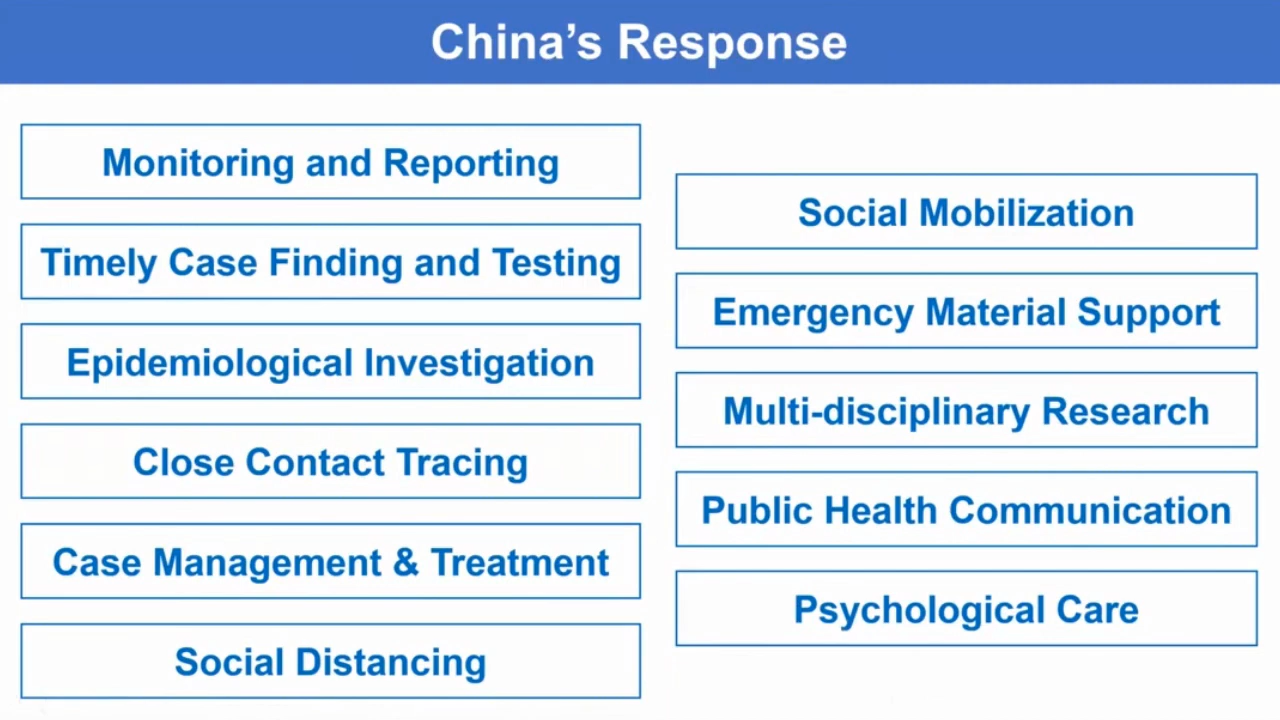 China’s Response
Monitoring and Reporting
Timely Case Finding and Testing
Epidemiological Investigation
Close Contact Tracing
Case Management & Treatment
Social Distancing
Social Mobilization
Emergency Material Support
Multi-disciplinary Research
Public Health Communication
Psychological Care